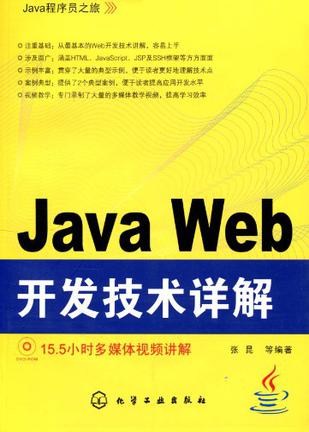 Java程序员之旅
注重基础：从最基本的Web开发技术讲解，容易上手
涉及面广：涵盖HTML、JavaScript、JSP及SSH框架等方方面面
示例丰富：贯穿了大量的典型示例，便于读者更好地理解技术点
案例典型：提供了2个典型案例，便于读者提高应用开发水平
视频教学：专门录制了大量的多媒体教学视频，提高学习效率
Java Web
开发技术详解
DVD-ROM
15.5小时多媒体视频讲解
张昆 等编著
化学工业出版社
Java